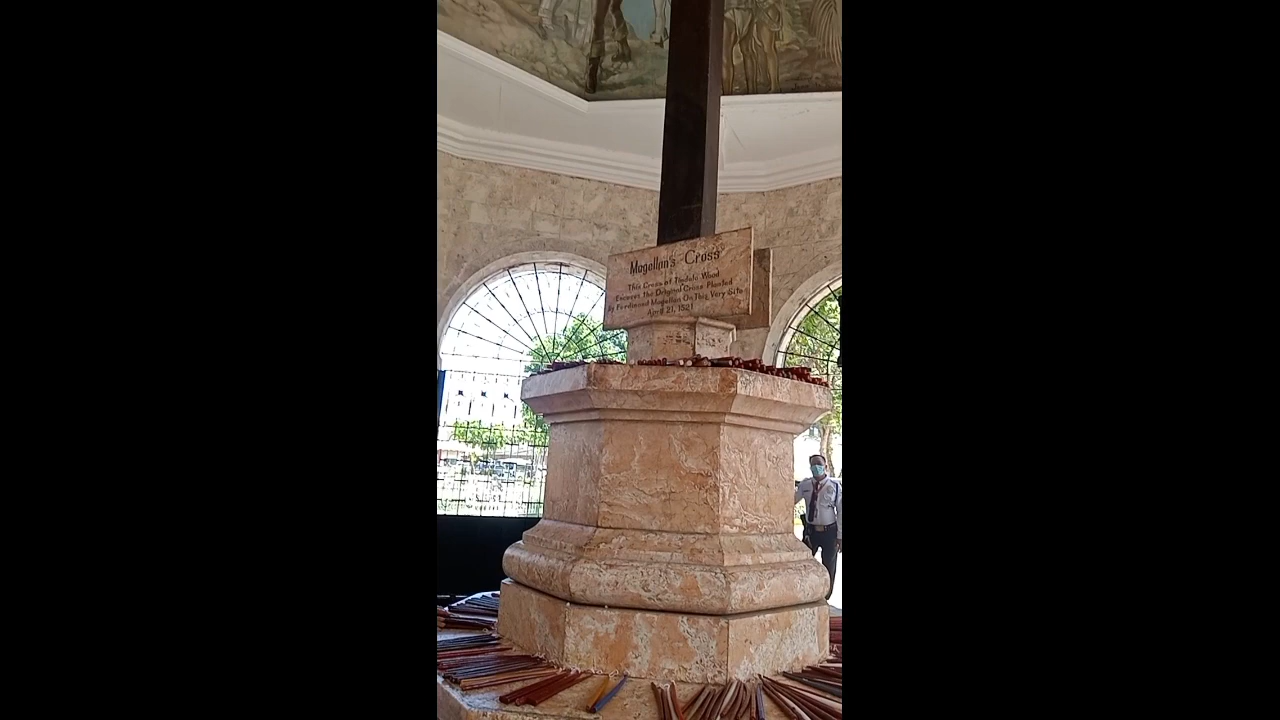 Magellan's Cross
This Cross of Tindalo Wood
Encases the Original Cross Planted
By Ferdinand Magellan On This Very Site
April 21, 1521